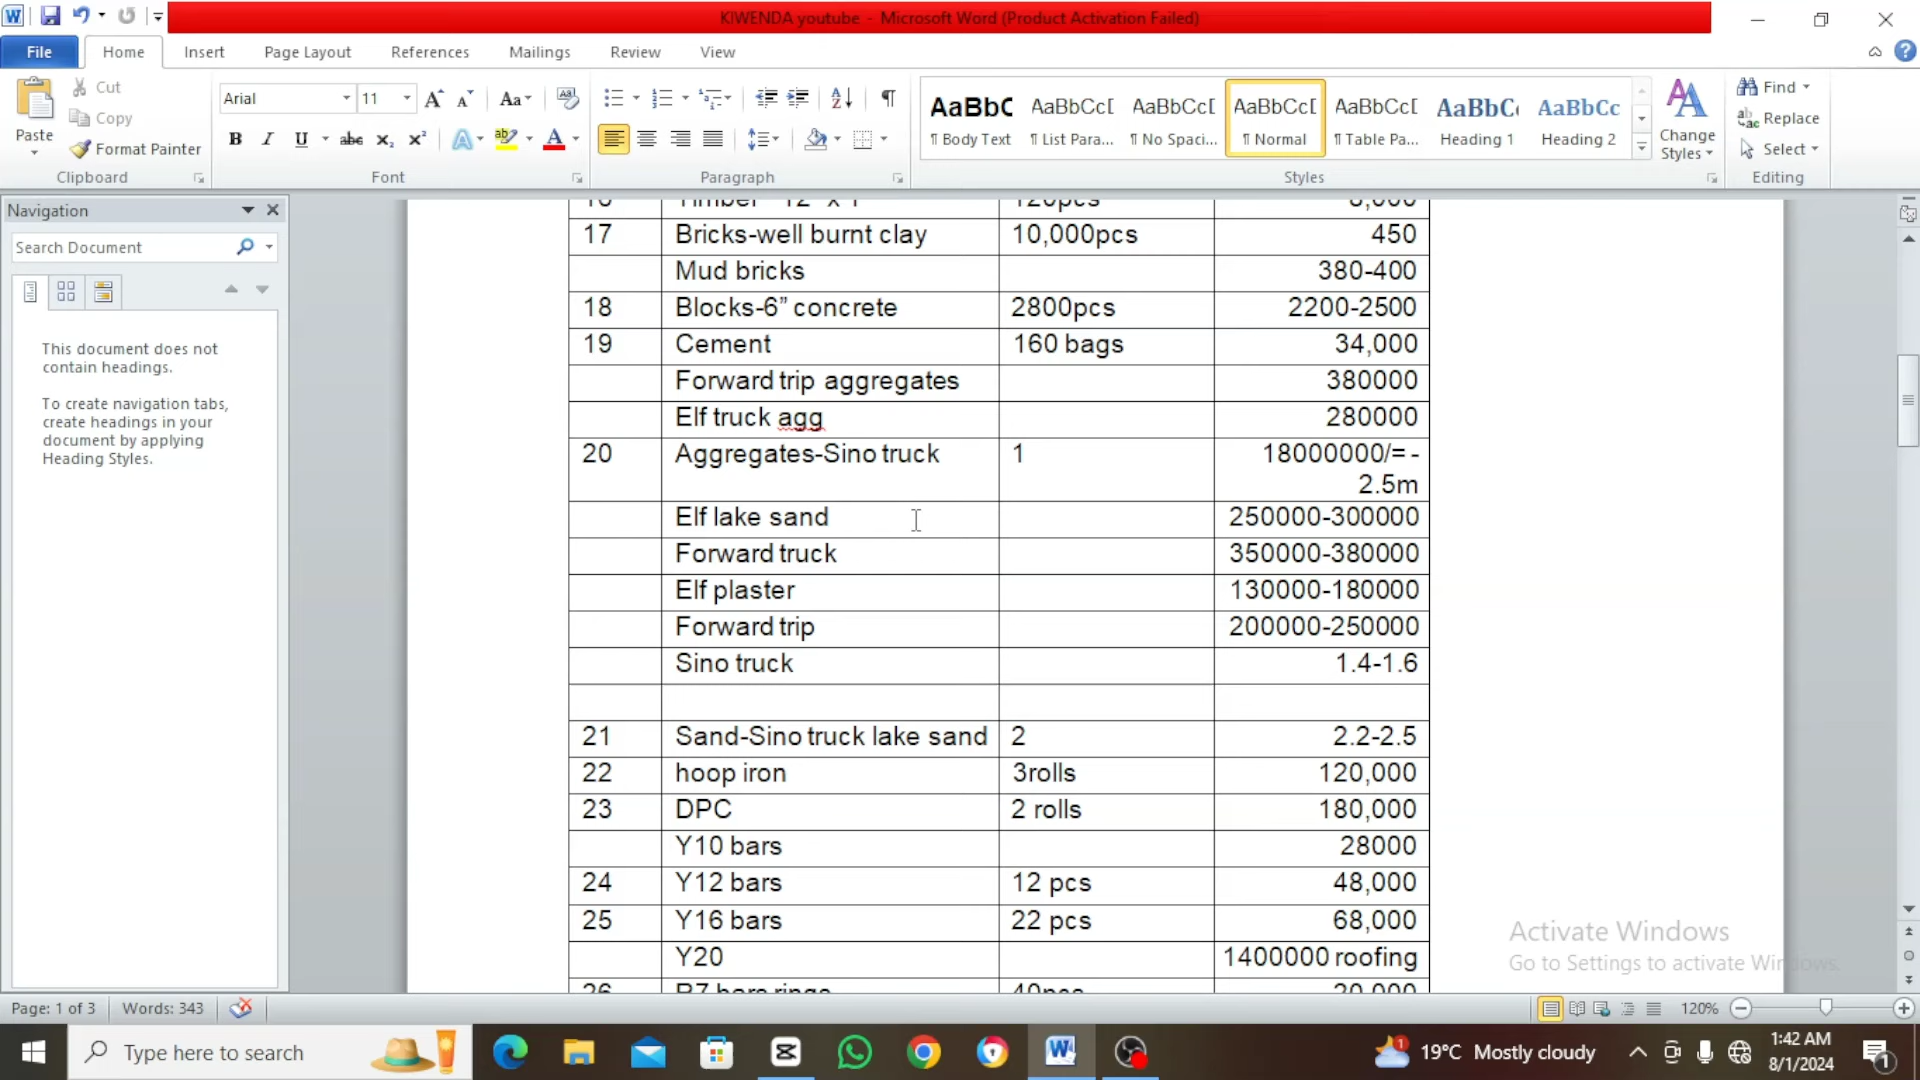 KIWENDA youtube - Microsoft Word (Product Activation Failed)
File Home Insert Page Layout References Mailings Review View
Paste
Cut
Copy
Format Painter
Clipboard
Arial 11
Font
Paragraph
AaBbC AaBbCcD AaBbCcD AaBbCcD AaBbCcD AaBbC AaBbCc
¶ Body Text ¶ List Para... ¶ No Spaci... ¶ Normal ¶ Table Pa... Heading 1 Heading 2
Change Styles
Styles
Find
Replace
Select
Editing
Navigation
Search Document
This document does not
contain headings.
To create navigation tabs,
create headings in your
document by applying
Heading Styles.
17 Bricks-well burnt clay 10,000pcs 450
Mud bricks 380-400
18 Blocks-6” concrete 2800pcs 2200-2500
19 Cement 160 bags 34,000
Forward trip aggregates 380000
Elf truck agg 280000
20 Aggregates-Sino truck 1 18000000/= -
2.5m
Elf lake sand 250000-300000
Forward truck 350000-380000
Elf plaster 130000-180000
Forward trip 200000-250000
Sino truck 1.4-1.6
21 Sand-Sino truck lake sand 2 2.2-2.5
22 hoop iron 3rolls 120,000
23 DPC 2 rolls 180,000
Y10 bars 28000
24 Y12 bars 12 pcs 48,000
25 Y16 bars 22 pcs 68,000
Y20 1400000 roofing
Activate Windows
Go to Settings to activate Windows.
Page: 1 of 3 Words: 343 120%
Type here to search
19°C Mostly cloudy
1:42 AM
8/1/2024